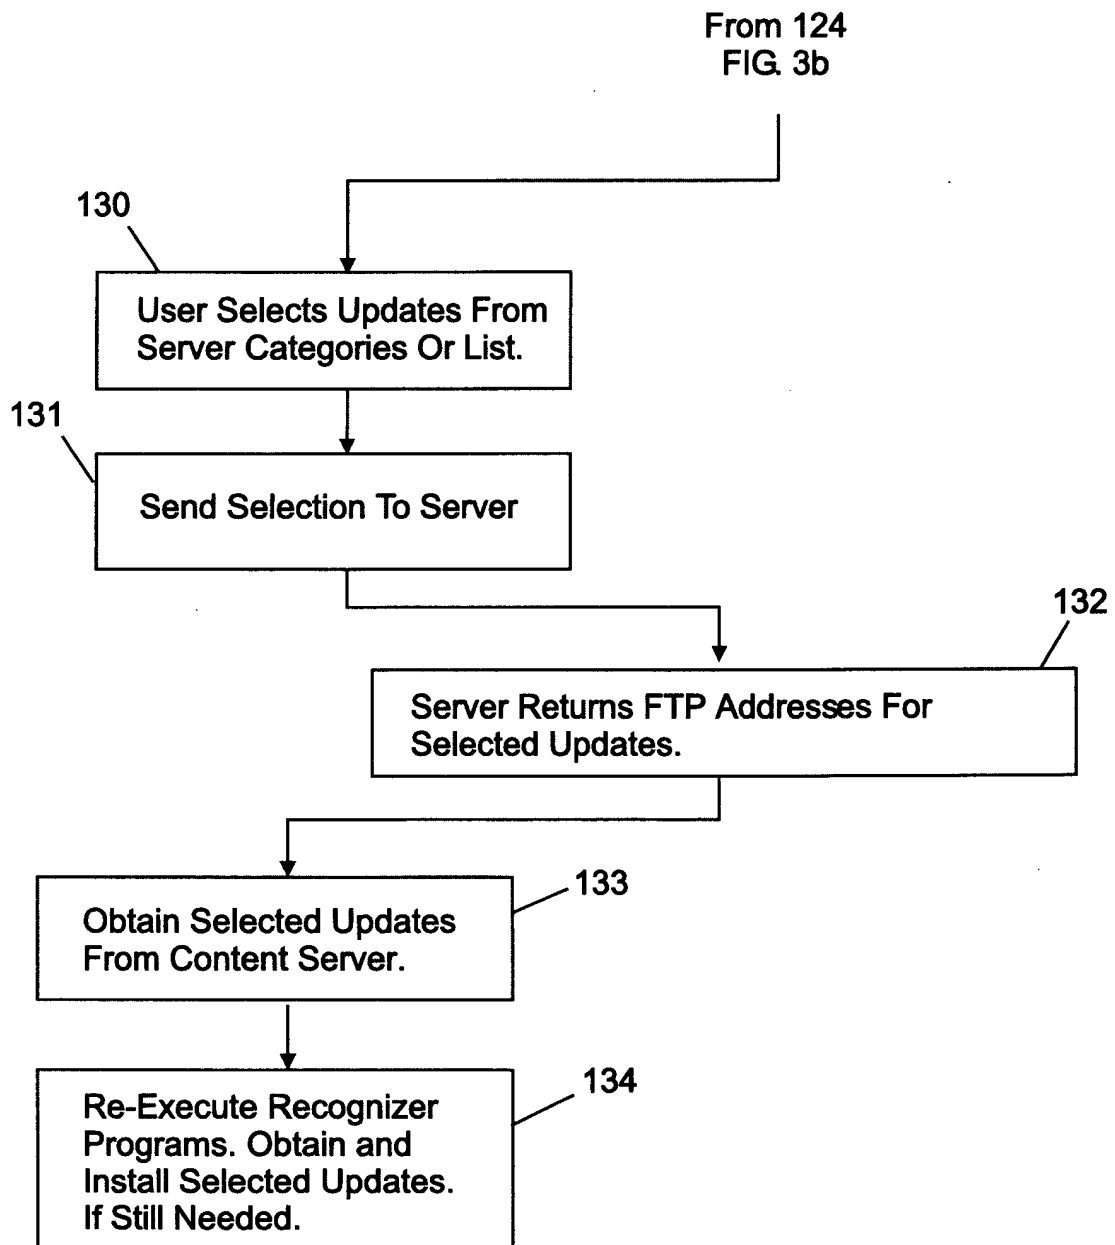 From 124
FIG. 3b
130
User Selects Updates From
Server Categories Or List.
131
Send Selection To Server
132
Server Returns FTP Addresses For
Selected Updates.
133
Obtain Selected Updates
From Content Server.
134
Re-Execute Recognizer
Programs. Obtain and
Install Selected Updates.
If Still Needed.